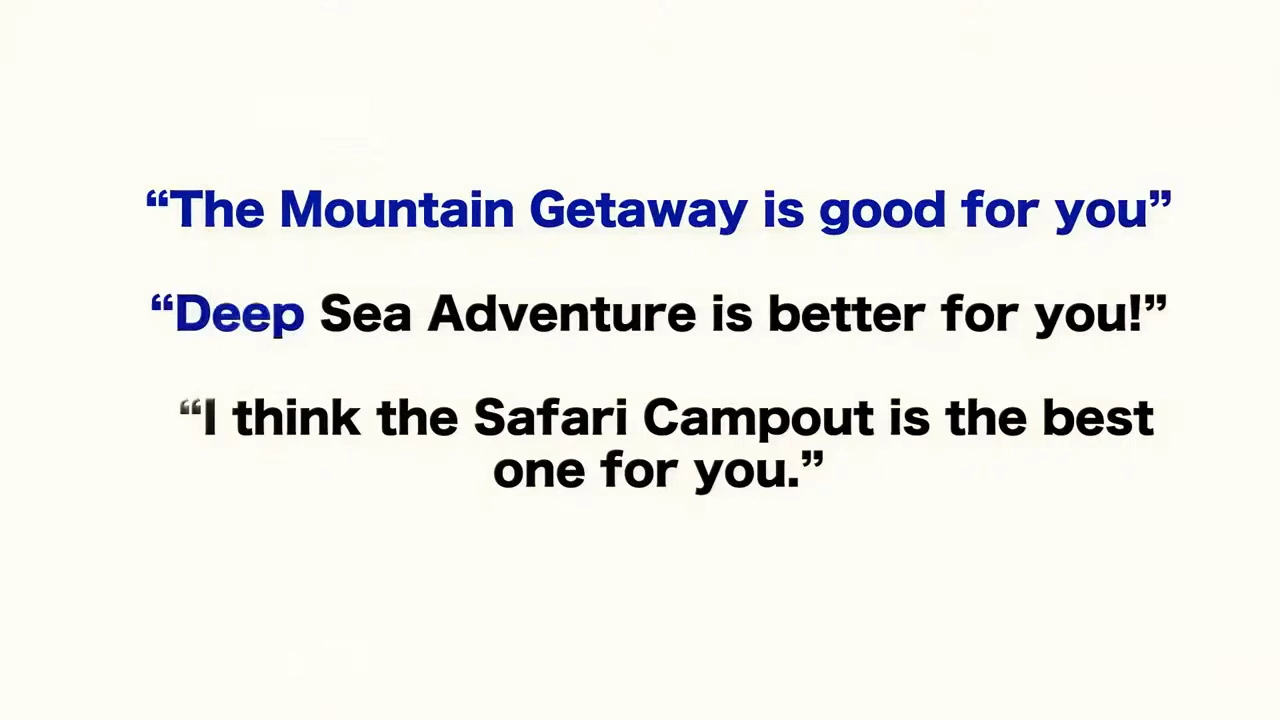 “The Mountain Getaway is good for you”
“Deep Sea Adventure is better for you!”
“I think the Safari Campout is the best
one for you.”